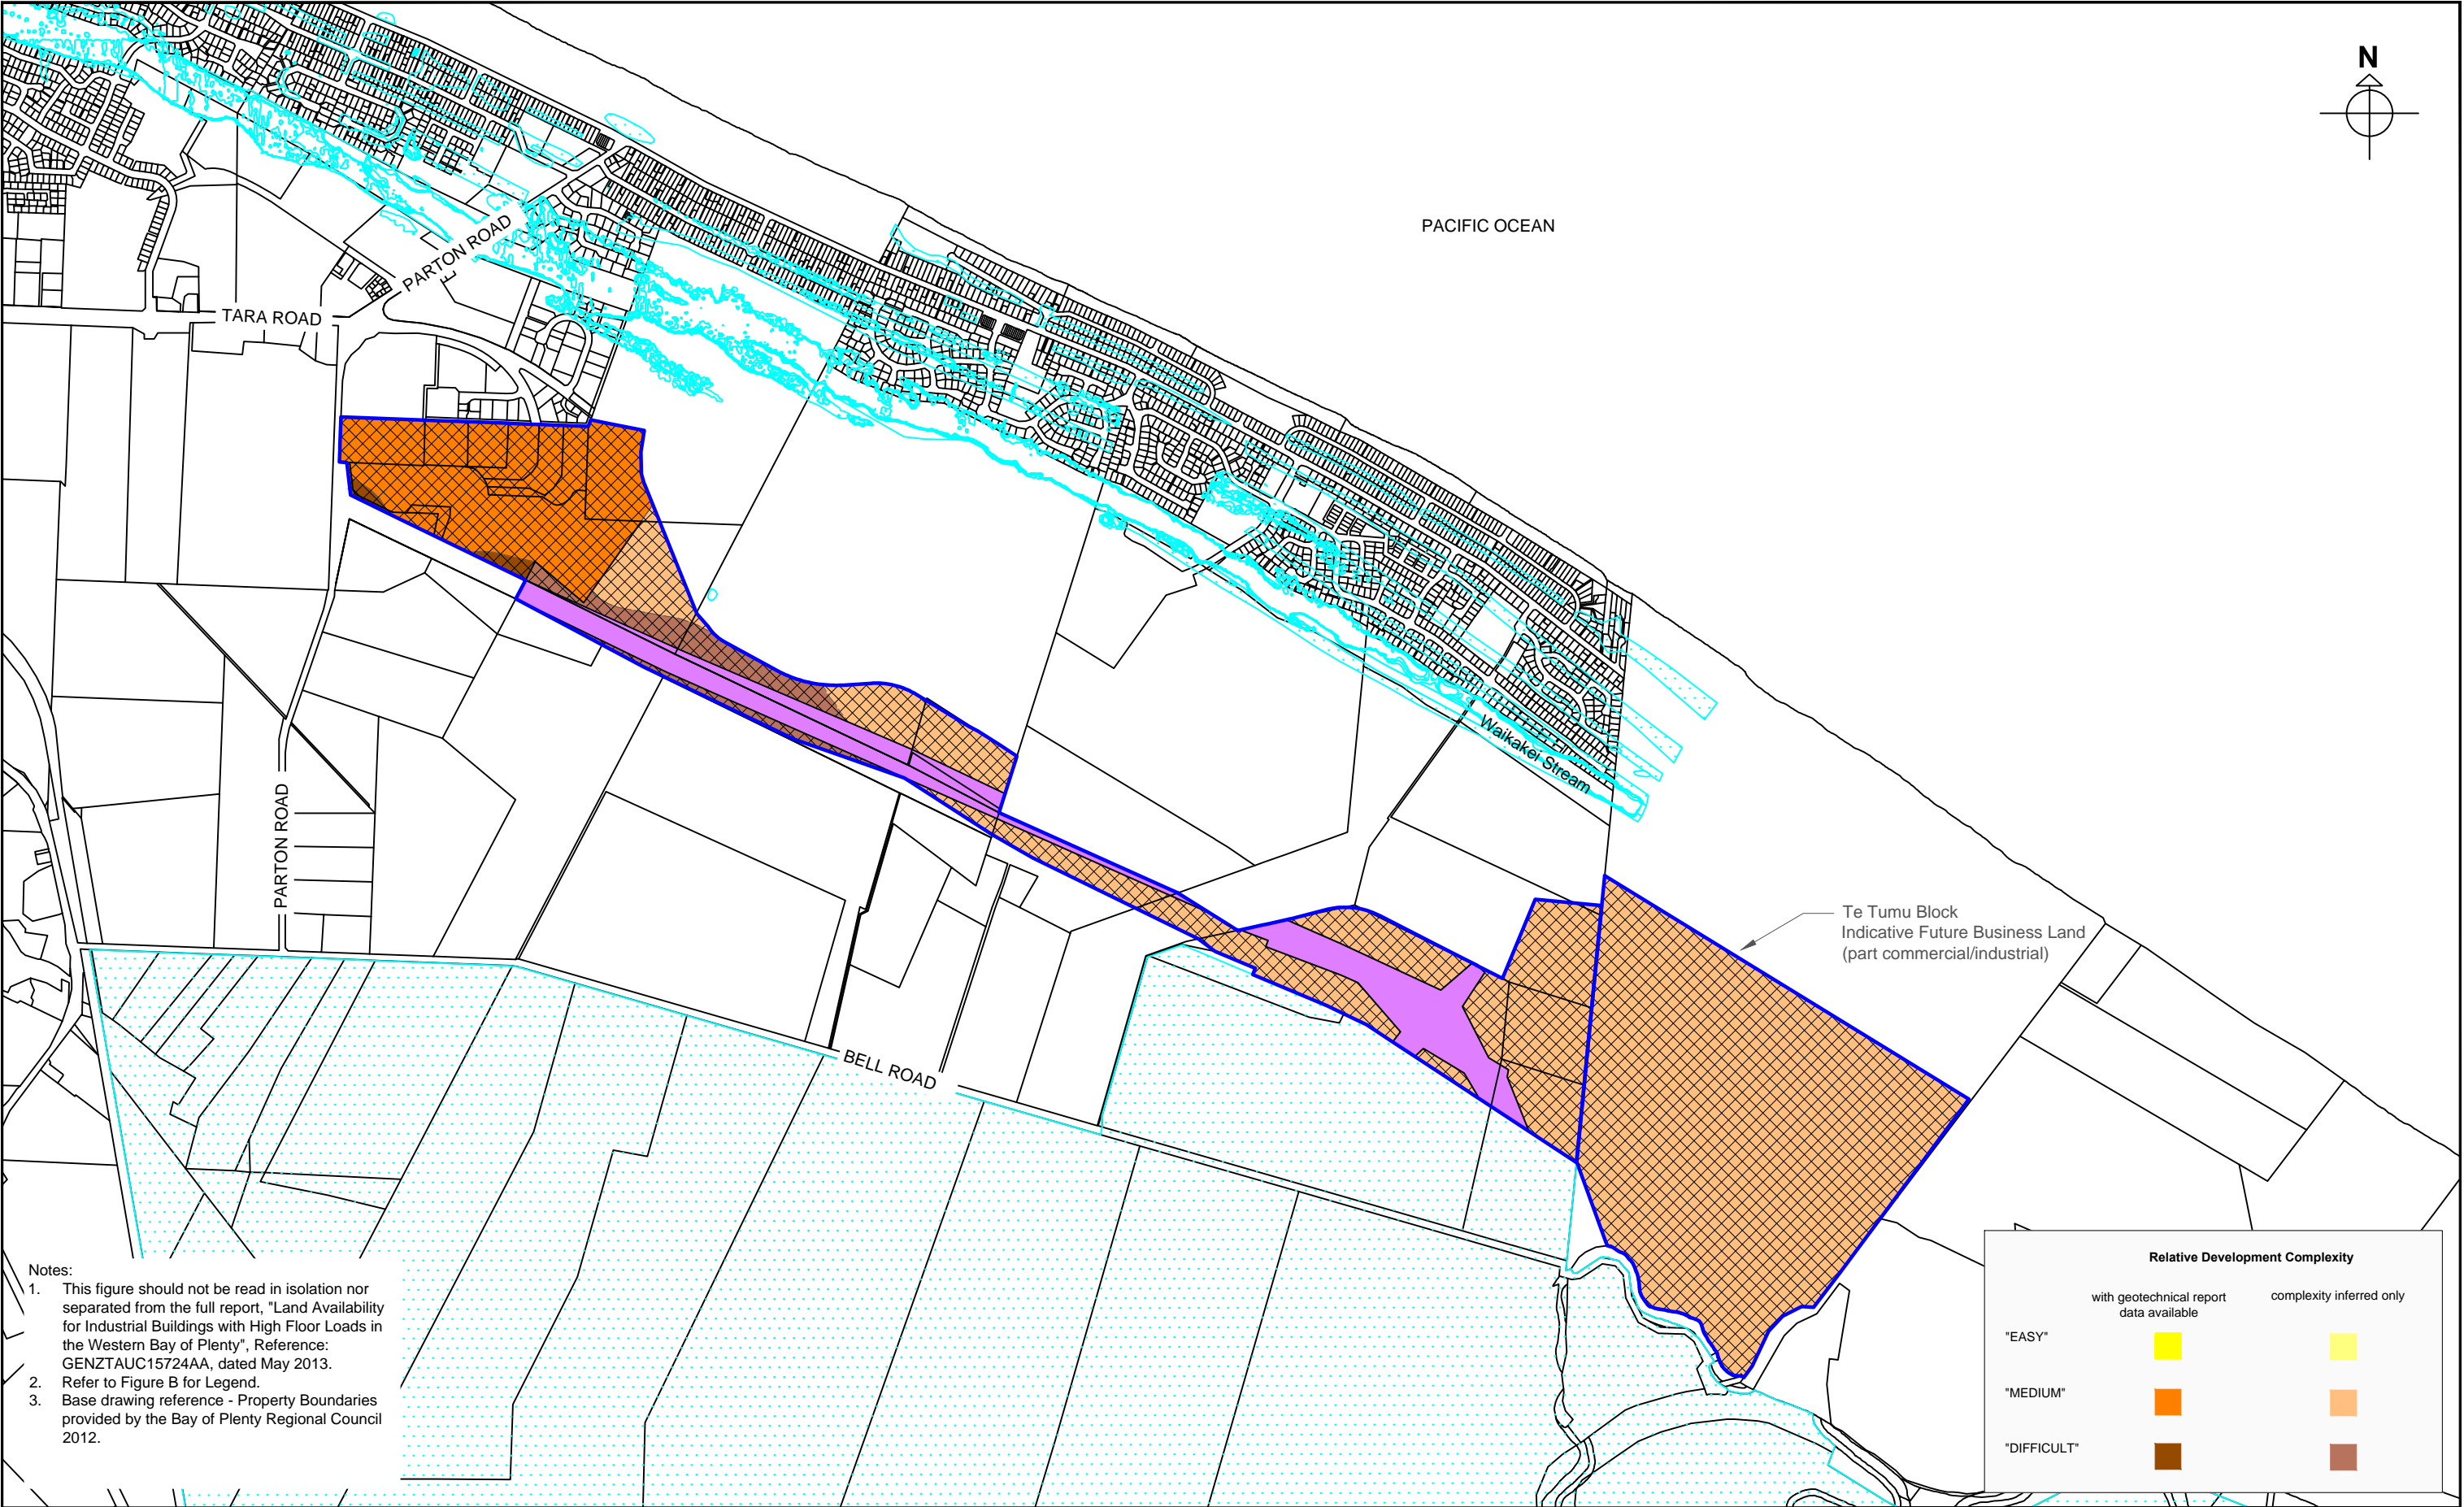 N
PACIFIC OCEAN
PARTON ROAD
TARA ROAD
Waikakei Stream
PARTON ROAD
Te Tumu Block
Indicative Future Business Land
(part commercial/industrial)
BELL ROAD
Notes:
1. This figure should not be read in isolation nor
separated from the full report, "Land Availability
for Industrial Buildings with High Floor Loads in
the Western Bay of Plenty", Reference:
GENZTAUC15724AA, dated May 2013.
2. Refer to Figure B for Legend.
3. Base drawing reference - Property Boundaries
provided by the Bay of Plenty Regional Council
2012.
Relative Development Complexity
with geotechnical report
data available
complexity inferred only
"EASY"
"MEDIUM"
"DIFFICULT"